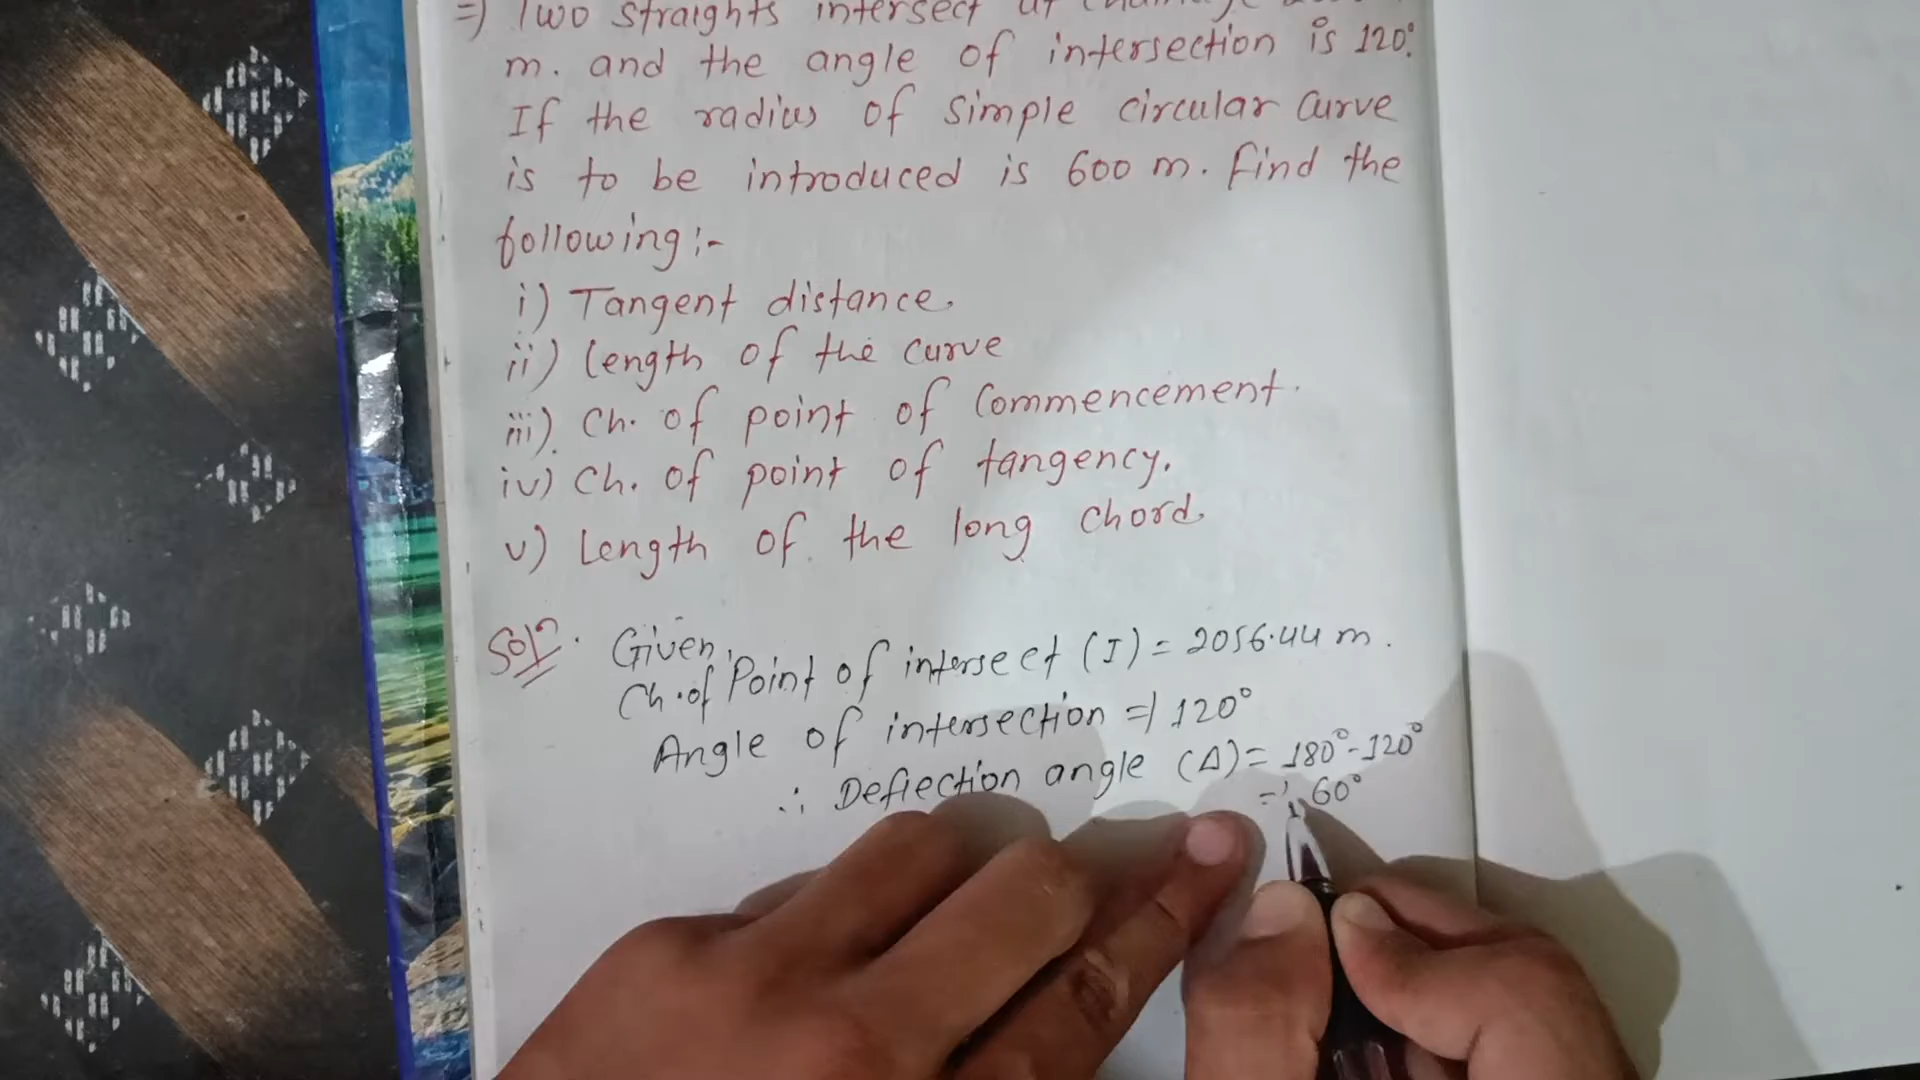 =) Two straights intersect at
m. and the angle of intersection is 120°.
If the radius of simple circular curve
is to be introduced is 600 m. Find the
following :-
i) Tangent distance.
ii) Length of the curve
iii) Ch. of point of Commencement.
iv) Ch. of point of tangency.
v) Length of the long chord.
Solⁿ. Given,
Ch. of Point of intersect (I) = 2056.44 m.
Angle of intersection =) 120°
∴ Deflection angle (Δ) = 180° - 120°
= 60°